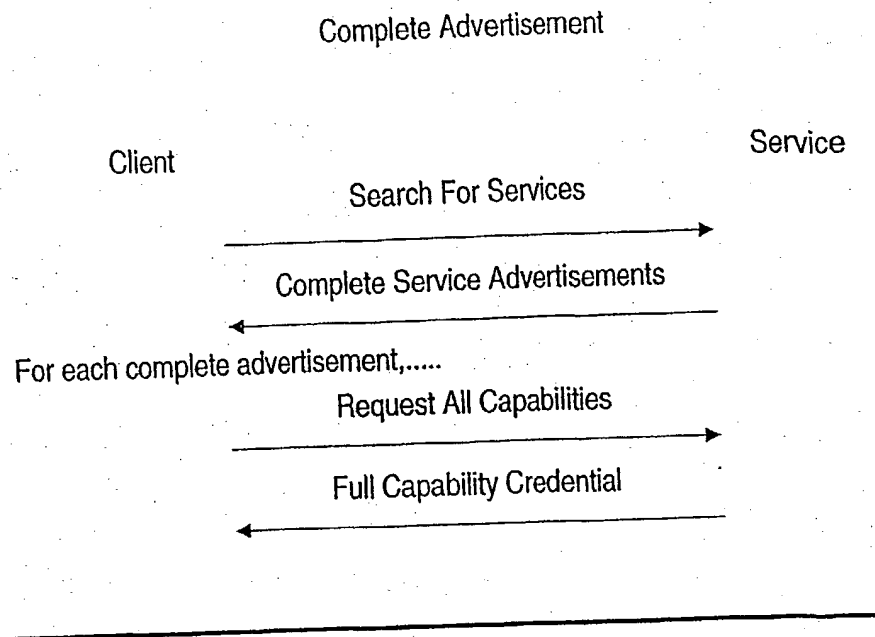 Complete Advertisement
Client
Service
Search For Services
Complete Service Advertisements
For each complete advertisement,.....
Request All Capabilities
Full Capability Credential